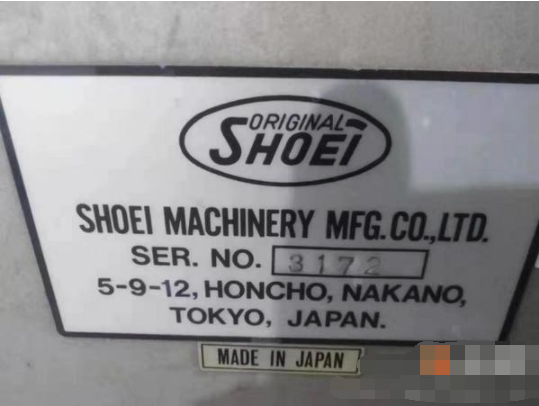 ORIGINAL
SHOEI
SHOEI MACHINERY MFG.CO.,LTD.
SER. NO. 3172
5-9-12, HONCHO, NAKANO,
TOKYO, JAPAN.
MADE IN JAPAN